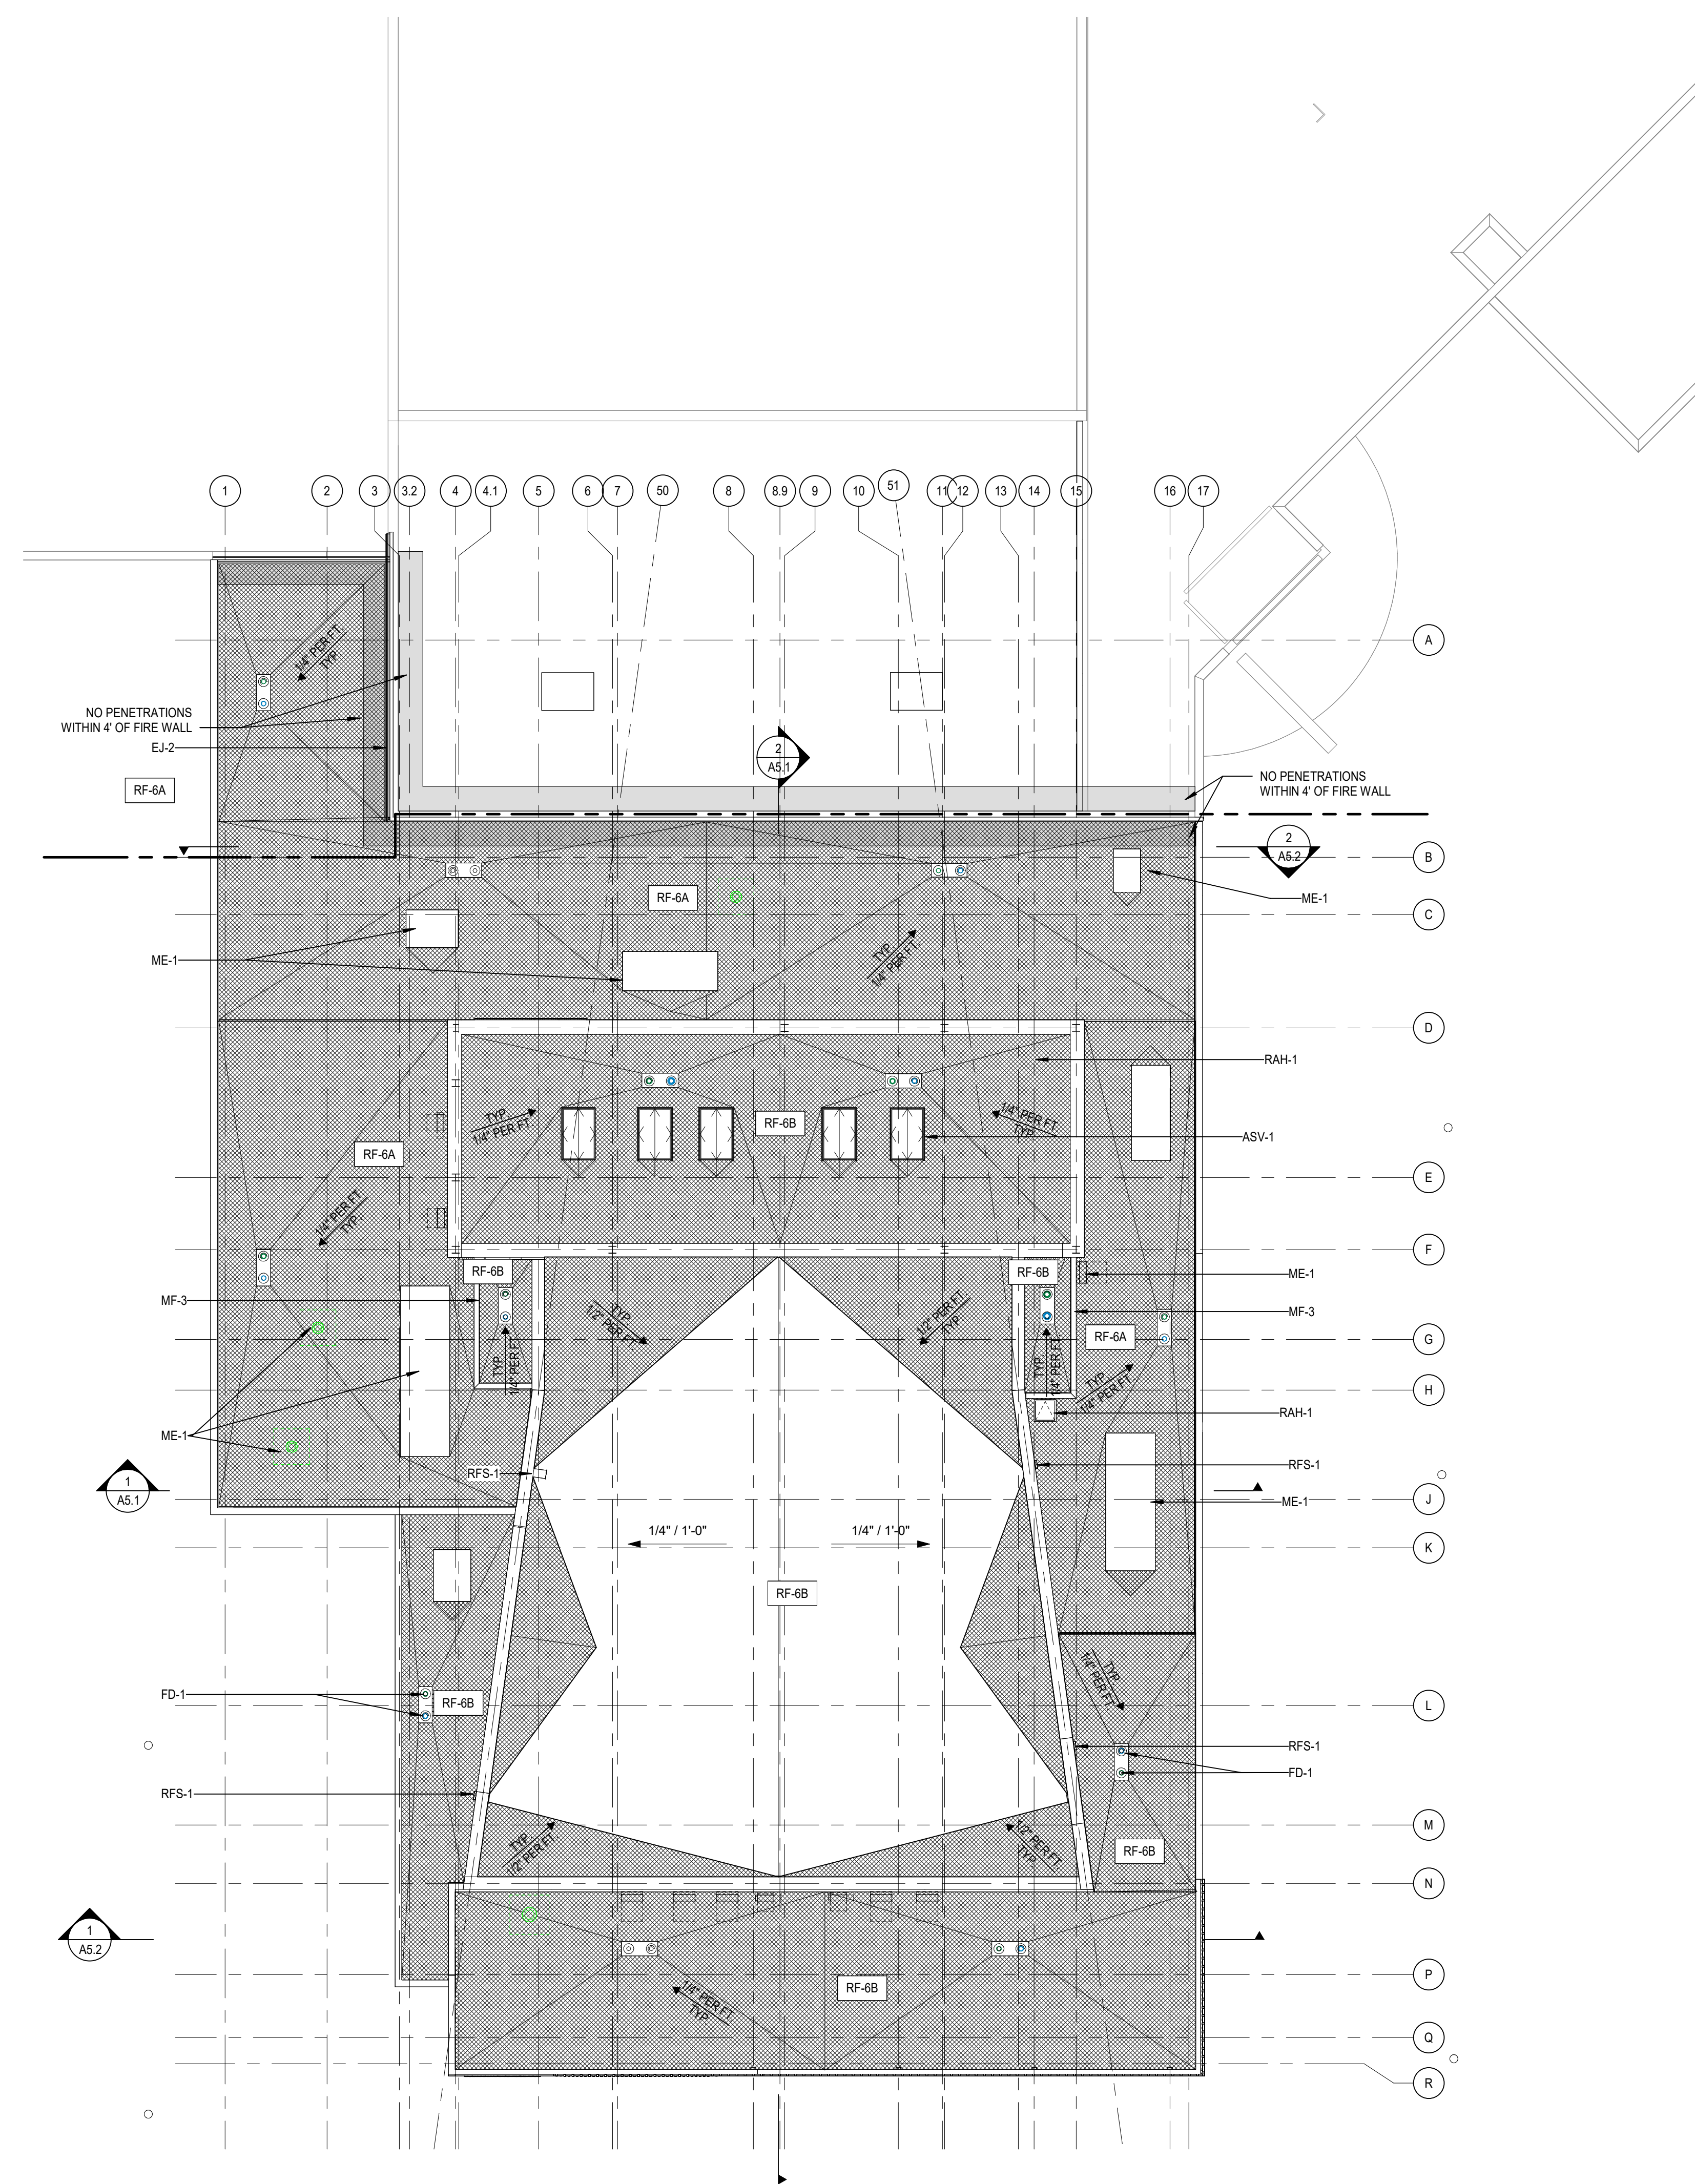 1
2
3
3.2
4
4.1
5
6
7
50
8
8.9
9
10
51
11
12
13
14
15
16
17
A
1/4" PER FT.
TYP
NO PENETRATIONS
WITHIN 4' OF FIRE WALL
EJ-2
RF-6A
2
A5.1
NO PENETRATIONS
WITHIN 4' OF FIRE WALL
2
A5.2
B
RF-6A
ME-1
C
TYP
1/4" PER FT.
ME-1
D
RAH-1
TYP
1/4" PER FT.
RF-6B
1/4" PER FT.
TYP
ASV-1
RF-6A
E
1/4" PER FT
TYP.
F
RF-6B
RF-6B
ME-1
MF-3
MF-3
TYP
1/2" PER FT.
1/2" PER FT.
TYP
RF-6A
G
TYP
1/4" PER FT.
TYP
1/4" PER FT.
TYP
1/4" PER FT.
H
RAH-1
ME-1
RFS-1
RFS-1
1
A5.1
ME-1
J
1/4" / 1'-0"
1/4" / 1'-0"
K
RF-6B
TYP
1/4" PER FT.
FD-1
RF-6B
L
RFS-1
FD-1
RFS-1
TYP
1/2" PER FT.
1/2" PER FT.
TYP
M
RF-6B
N
1
A5.2
P
1/4" PER FT.
TYP
RF-6B
Q
R